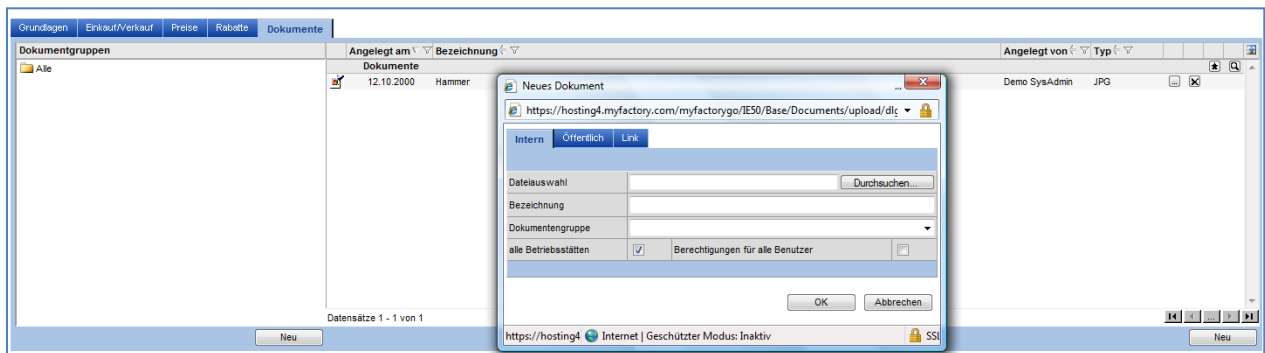 Grundlagen Einkauf/Verkauf Preise Rabatte Dokumente
Dokumentgruppen
Alle
Angelegt am Bezeichnung Angelegt von Typ
Dokumente
12.10.2000 Hammer Demo SysAdmin JPG ...
Neues Dokument
https://hosting4.myfactory.com/myfactorygo/IE50/Base/Documents/upload/dlg
Intern Öffentlich Link
Dateiauswahl Durchsuchen...
Bezeichnung
Dokumentengruppe
alle Betriebsstätten Berechtigungen für alle Benutzer
OK Abbrechen
https://hosting4 Internet | Geschützter Modus: Inaktiv SSL
Datensätze 1 - 1 von 1 ...
Neu Neu